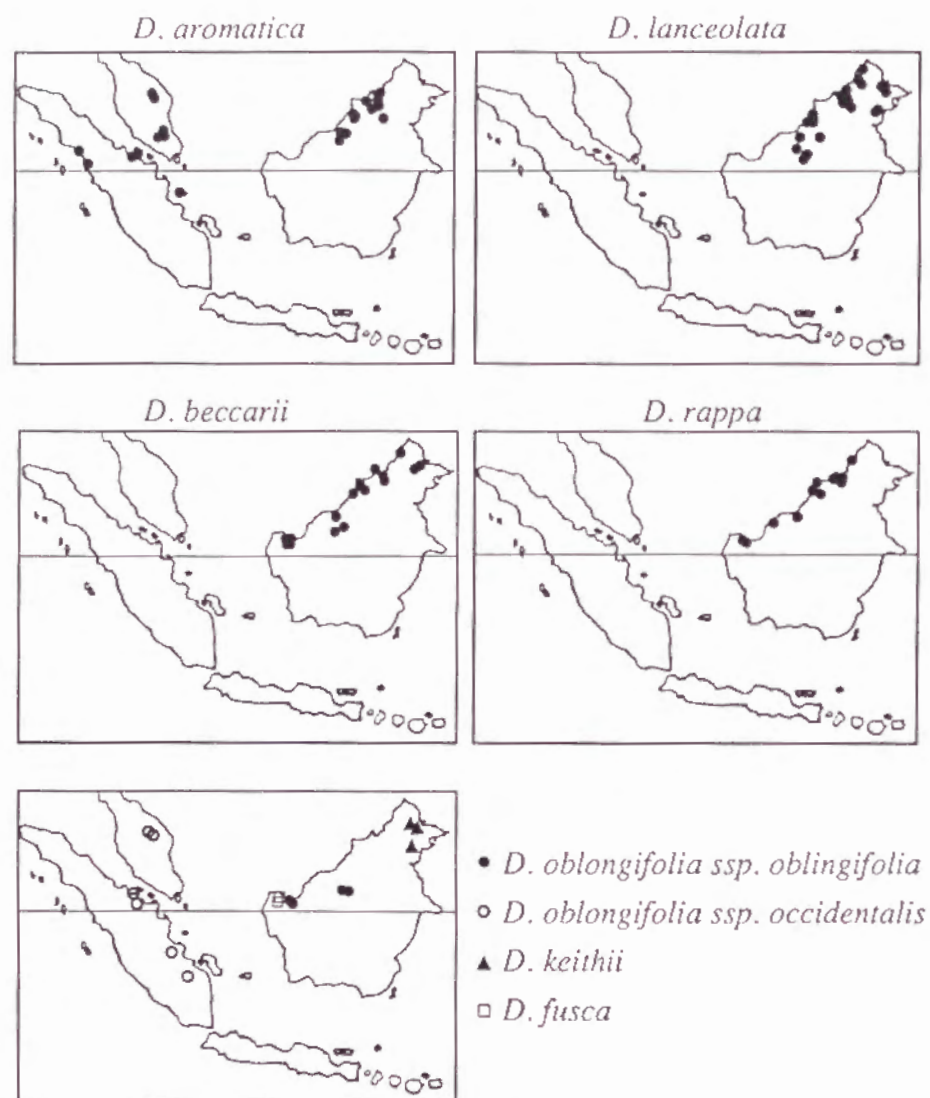 D. aromatica
D. lanceolata
D. beccarii
D. rappa
D. oblongifolia ssp. oblingifolia
D. oblongifolia ssp. occidentalis
D. keithii
D. fusca